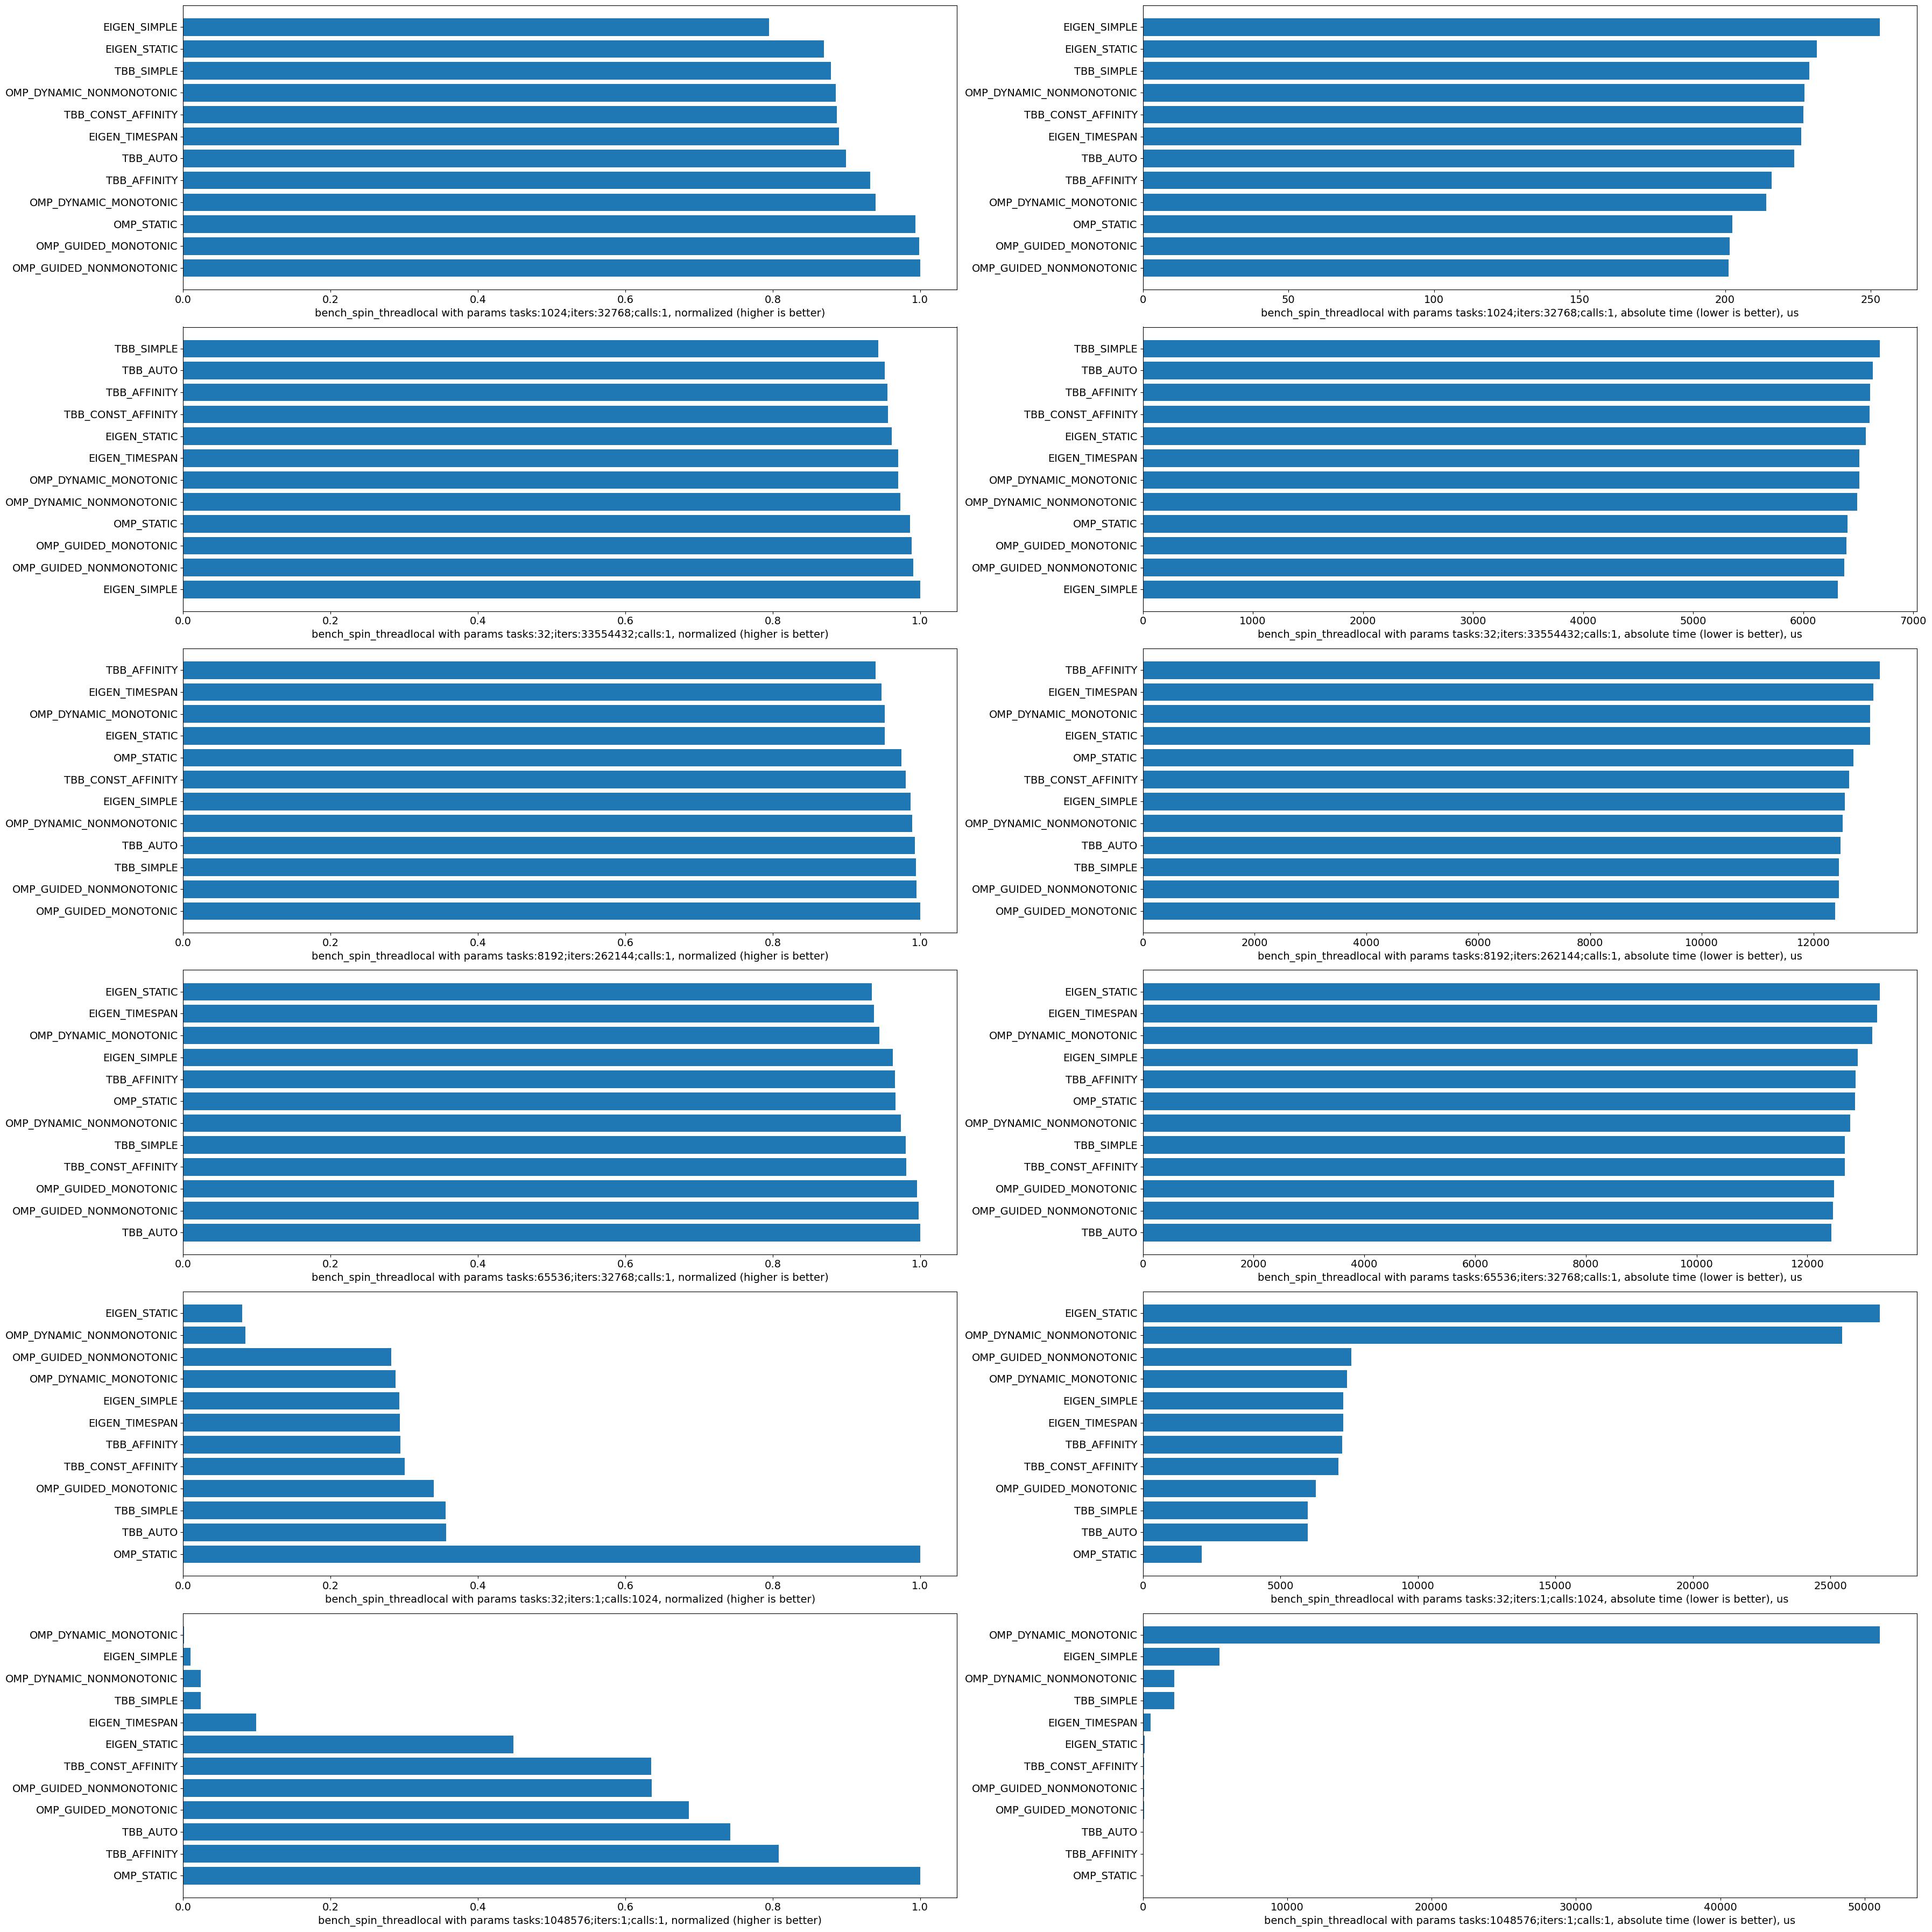 EIGEN_SIMPLE
EIGEN_STATIC
TBB_SIMPLE
OMP_DYNAMIC_NONMONOTONIC
TBB_CONST_AFFINITY
EIGEN_TIMESPAN
TBB_AUTO
TBB_AFFINITY
OMP_DYNAMIC_MONOTONIC
OMP_STATIC
OMP_GUIDED_MONOTONIC
OMP_GUIDED_NONMONOTONIC
0.0 0.2 0.4 0.6 0.8 1.0
bench_spin_threadlocal with params tasks:1024;iters:32768;calls:1, normalized (higher is better)
EIGEN_SIMPLE
EIGEN_STATIC
TBB_SIMPLE
OMP_DYNAMIC_NONMONOTONIC
TBB_CONST_AFFINITY
EIGEN_TIMESPAN
TBB_AUTO
TBB_AFFINITY
OMP_DYNAMIC_MONOTONIC
OMP_STATIC
OMP_GUIDED_MONOTONIC
OMP_GUIDED_NONMONOTONIC
0 50 100 150 200 250
bench_spin_threadlocal with params tasks:1024;iters:32768;calls:1, absolute time (lower is better), us
TBB_SIMPLE
TBB_AUTO
TBB_AFFINITY
TBB_CONST_AFFINITY
EIGEN_STATIC
EIGEN_TIMESPAN
OMP_DYNAMIC_MONOTONIC
OMP_DYNAMIC_NONMONOTONIC
OMP_STATIC
OMP_GUIDED_MONOTONIC
OMP_GUIDED_NONMONOTONIC
EIGEN_SIMPLE
0.0 0.2 0.4 0.6 0.8 1.0
bench_spin_threadlocal with params tasks:32;iters:33554432;calls:1, normalized (higher is better)
TBB_SIMPLE
TBB_AUTO
TBB_AFFINITY
TBB_CONST_AFFINITY
EIGEN_STATIC
EIGEN_TIMESPAN
OMP_DYNAMIC_MONOTONIC
OMP_DYNAMIC_NONMONOTONIC
OMP_STATIC
OMP_GUIDED_MONOTONIC
OMP_GUIDED_NONMONOTONIC
EIGEN_SIMPLE
0 1000 2000 3000 4000 5000 6000 7000
bench_spin_threadlocal with params tasks:32;iters:33554432;calls:1, absolute time (lower is better), us
TBB_AFFINITY
EIGEN_TIMESPAN
OMP_DYNAMIC_MONOTONIC
EIGEN_STATIC
OMP_STATIC
TBB_CONST_AFFINITY
EIGEN_SIMPLE
OMP_DYNAMIC_NONMONOTONIC
TBB_AUTO
TBB_SIMPLE
OMP_GUIDED_NONMONOTONIC
OMP_GUIDED_MONOTONIC
0.0 0.2 0.4 0.6 0.8 1.0
bench_spin_threadlocal with params tasks:8192;iters:262144;calls:1, normalized (higher is better)
TBB_AFFINITY
EIGEN_TIMESPAN
OMP_DYNAMIC_MONOTONIC
EIGEN_STATIC
OMP_STATIC
TBB_CONST_AFFINITY
EIGEN_SIMPLE
OMP_DYNAMIC_NONMONOTONIC
TBB_AUTO
TBB_SIMPLE
OMP_GUIDED_NONMONOTONIC
OMP_GUIDED_MONOTONIC
0 2000 4000 6000 8000 10000 12000
bench_spin_threadlocal with params tasks:8192;iters:262144;calls:1, absolute time (lower is better), us
EIGEN_STATIC
EIGEN_TIMESPAN
OMP_DYNAMIC_MONOTONIC
EIGEN_SIMPLE
TBB_AFFINITY
OMP_STATIC
OMP_DYNAMIC_NONMONOTONIC
TBB_SIMPLE
TBB_CONST_AFFINITY
OMP_GUIDED_MONOTONIC
OMP_GUIDED_NONMONOTONIC
TBB_AUTO
0.0 0.2 0.4 0.6 0.8 1.0
bench_spin_threadlocal with params tasks:65536;iters:32768;calls:1, normalized (higher is better)
EIGEN_STATIC
EIGEN_TIMESPAN
OMP_DYNAMIC_MONOTONIC
EIGEN_SIMPLE
TBB_AFFINITY
OMP_STATIC
OMP_DYNAMIC_NONMONOTONIC
TBB_SIMPLE
TBB_CONST_AFFINITY
OMP_GUIDED_MONOTONIC
OMP_GUIDED_NONMONOTONIC
TBB_AUTO
0 2000 4000 6000 8000 10000 12000
bench_spin_threadlocal with params tasks:65536;iters:32768;calls:1, absolute time (lower is better), us
EIGEN_STATIC
OMP_DYNAMIC_NONMONOTONIC
OMP_GUIDED_NONMONOTONIC
OMP_DYNAMIC_MONOTONIC
EIGEN_SIMPLE
EIGEN_TIMESPAN
TBB_AFFINITY
TBB_CONST_AFFINITY
OMP_GUIDED_MONOTONIC
TBB_SIMPLE
TBB_AUTO
OMP_STATIC
0.0 0.2 0.4 0.6 0.8 1.0
bench_spin_threadlocal with params tasks:32;iters:1;calls:1024, normalized (higher is better)
EIGEN_STATIC
OMP_DYNAMIC_NONMONOTONIC
OMP_GUIDED_NONMONOTONIC
OMP_DYNAMIC_MONOTONIC
EIGEN_SIMPLE
EIGEN_TIMESPAN
TBB_AFFINITY
TBB_CONST_AFFINITY
OMP_GUIDED_MONOTONIC
TBB_SIMPLE
TBB_AUTO
OMP_STATIC
0 5000 10000 15000 20000 25000
bench_spin_threadlocal with params tasks:32;iters:1;calls:1024, absolute time (lower is better), us
OMP_DYNAMIC_MONOTONIC
EIGEN_SIMPLE
OMP_DYNAMIC_NONMONOTONIC
TBB_SIMPLE
EIGEN_TIMESPAN
EIGEN_STATIC
TBB_CONST_AFFINITY
OMP_GUIDED_NONMONOTONIC
OMP_GUIDED_MONOTONIC
TBB_AUTO
TBB_AFFINITY
OMP_STATIC
0.0 0.2 0.4 0.6 0.8 1.0
bench_spin_threadlocal with params tasks:1048576;iters:1;calls:1, normalized (higher is better)
OMP_DYNAMIC_MONOTONIC
EIGEN_SIMPLE
OMP_DYNAMIC_NONMONOTONIC
TBB_SIMPLE
EIGEN_TIMESPAN
EIGEN_STATIC
TBB_CONST_AFFINITY
OMP_GUIDED_NONMONOTONIC
OMP_GUIDED_MONOTONIC
TBB_AUTO
TBB_AFFINITY
OMP_STATIC
0 10000 20000 30000 40000 50000
bench_spin_threadlocal with params tasks:1048576;iters:1;calls:1, absolute time (lower is better), us